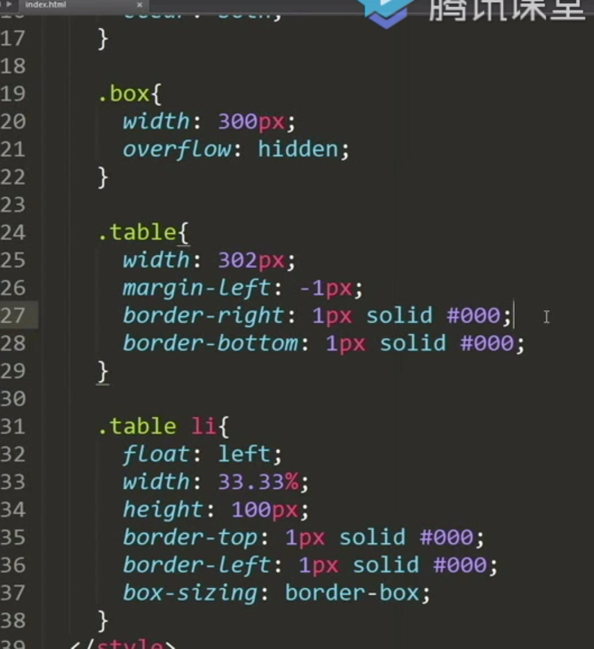 index.html ×
腾讯课堂
16 clear: both;
17 }
18
19 .box{
20 width: 300px;
21 overflow: hidden;
22 }
23
24 .table{
25 width: 302px;
26 margin-left: -1px;
27 border-right: 1px solid #000;
28 border-bottom: 1px solid #000;
29 }
30
31 .table li{
32 float: left;
33 width: 33.33%;
34 height: 100px;
35 border-top: 1px solid #000;
36 border-left: 1px solid #000;
37 box-sizing: border-box;
38 }
39 </style>